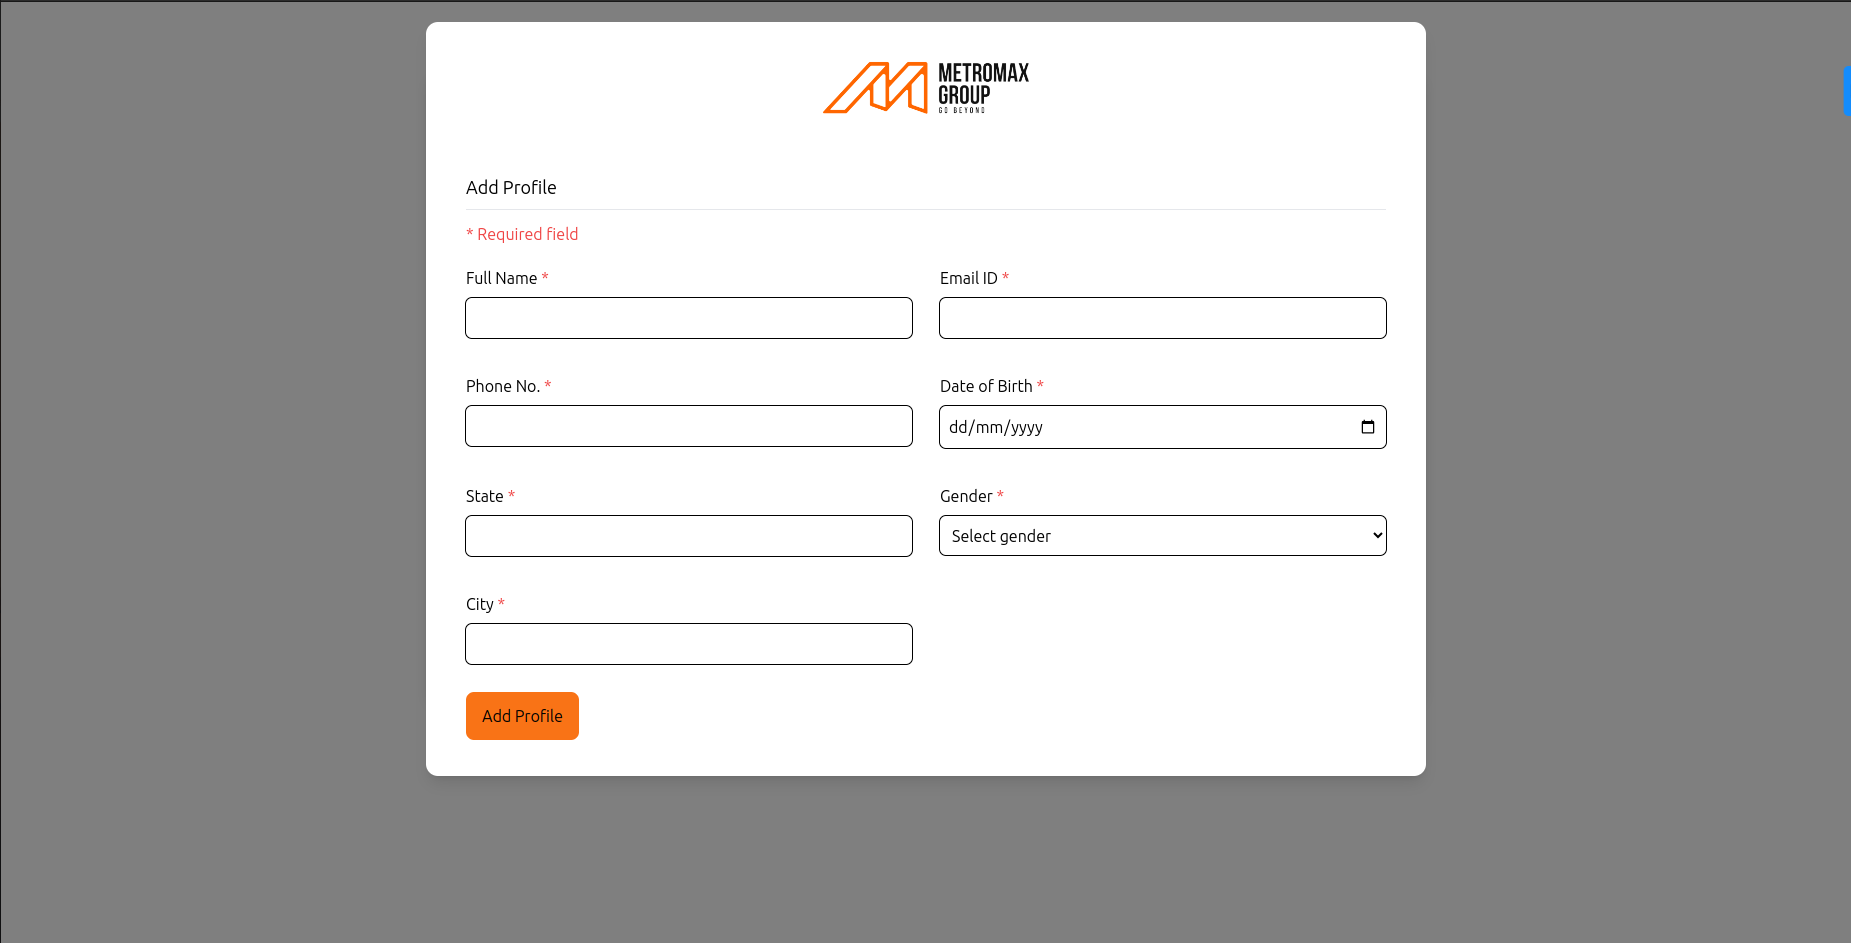 METROMAX
GROUP
GO BEYOND
Add Profile
* Required field
Full Name *
Email ID *
Phone No. *
Date of Birth *
dd/mm/yyyy
State *
Gender *
Select gender
City *
Add Profile